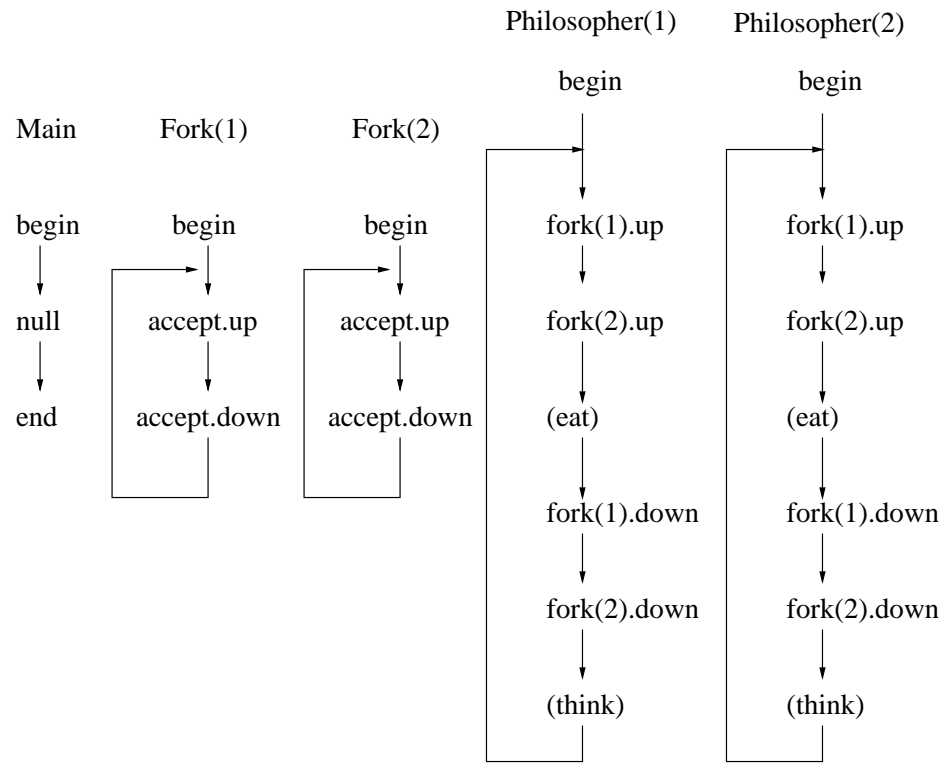 Philosopher(1) Philosopher(2)
begin begin
Main Fork(1) Fork(2)
begin begin begin fork(1).up fork(1).up
null accept.up accept.up fork(2).up fork(2).up
end accept.down accept.down (eat) (eat)
fork(1).down fork(1).down
fork(2).down fork(2).down
(think) (think)